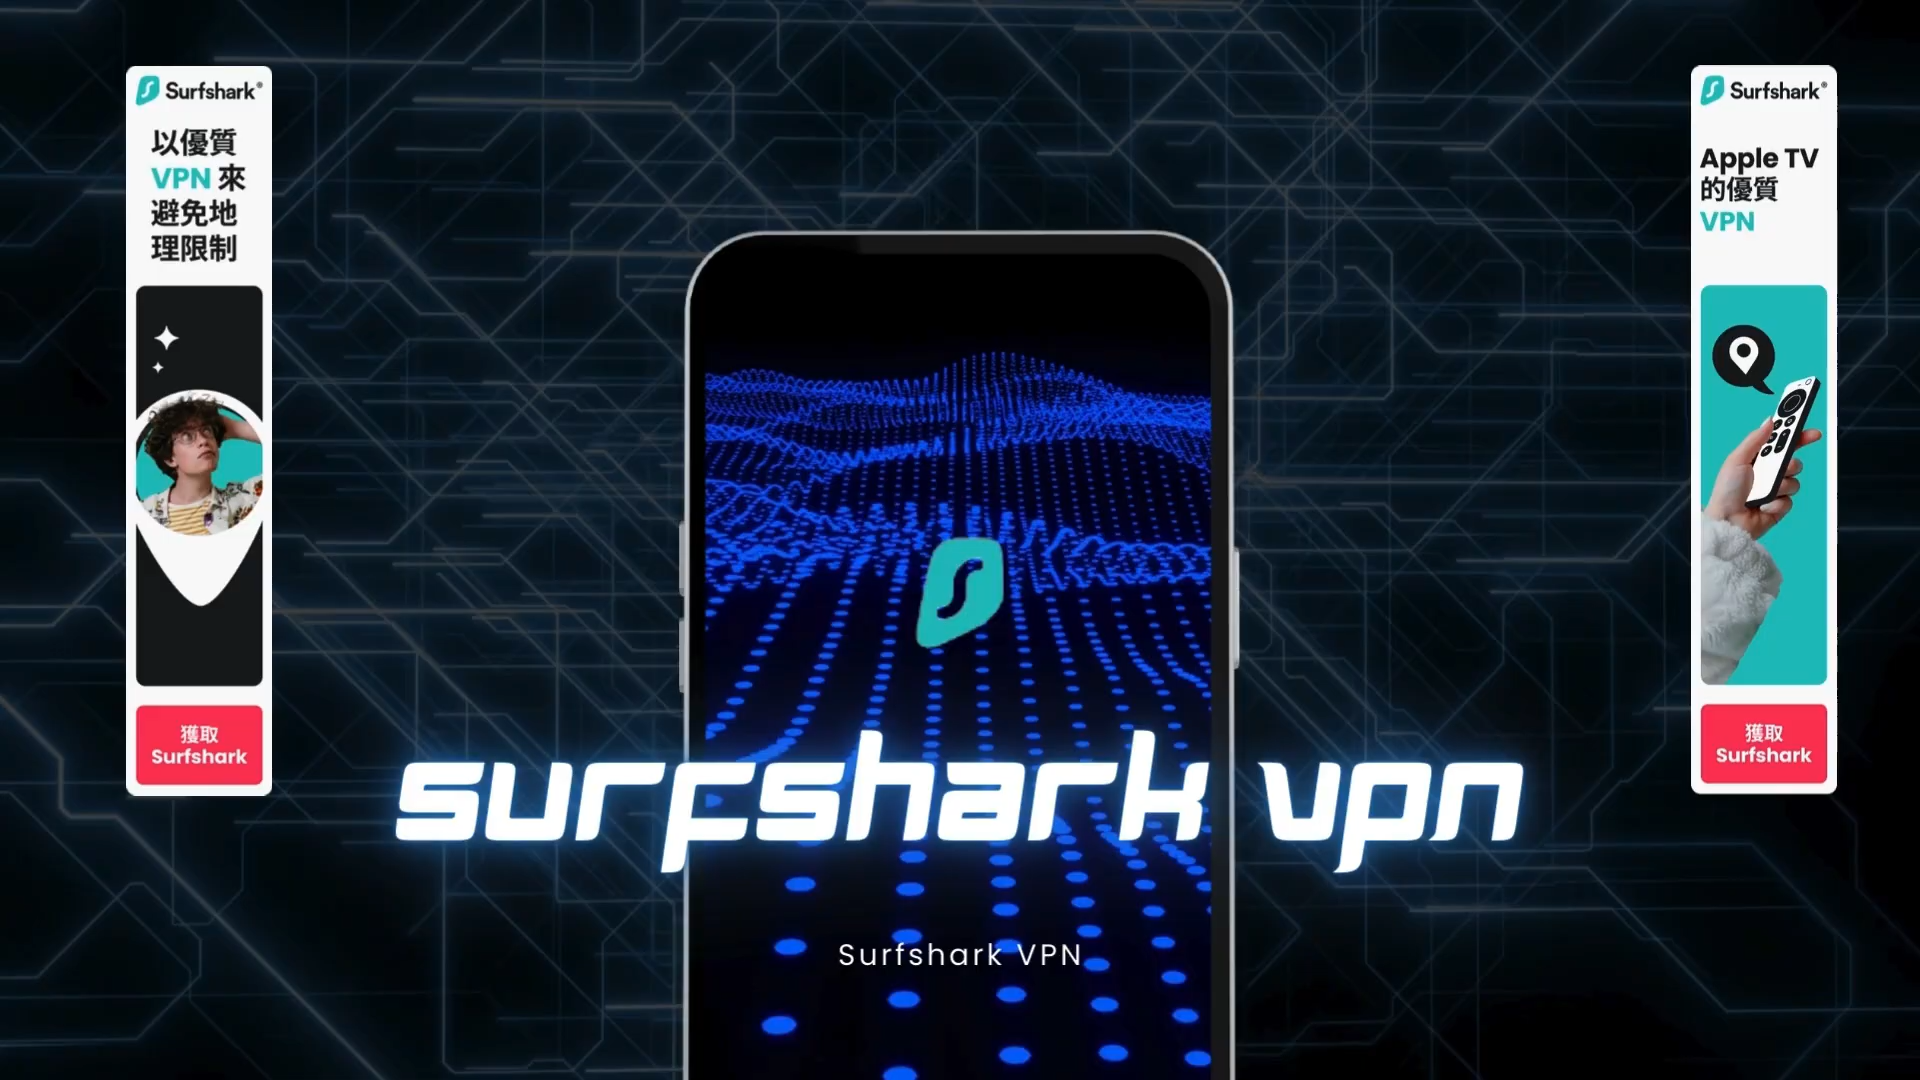 Surfshark®
以優質
VPN 來
避免地
理限制
獲取
Surfshark
surfshark vpn
Surfshark VPN
Surfshark®
Apple TV
的優質
VPN
獲取
Surfshark